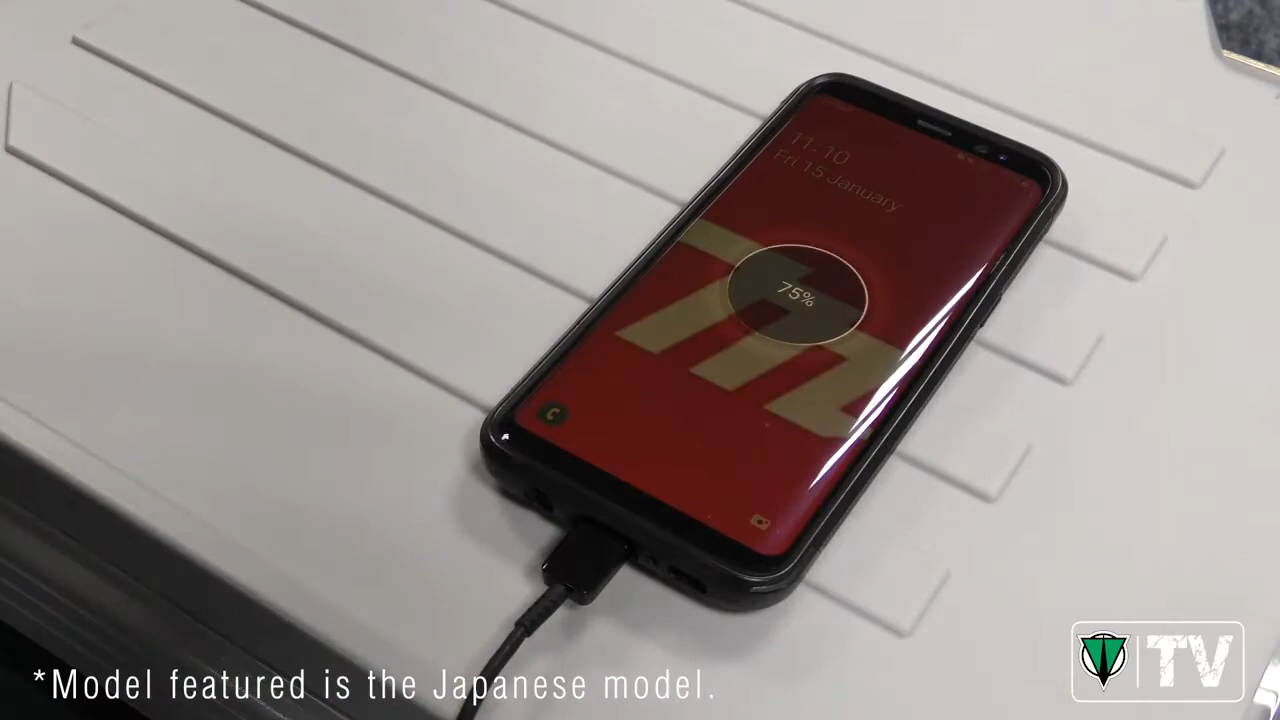 11.10
Fri 15 January
75%
*Model featured is the Japanese model.
TV